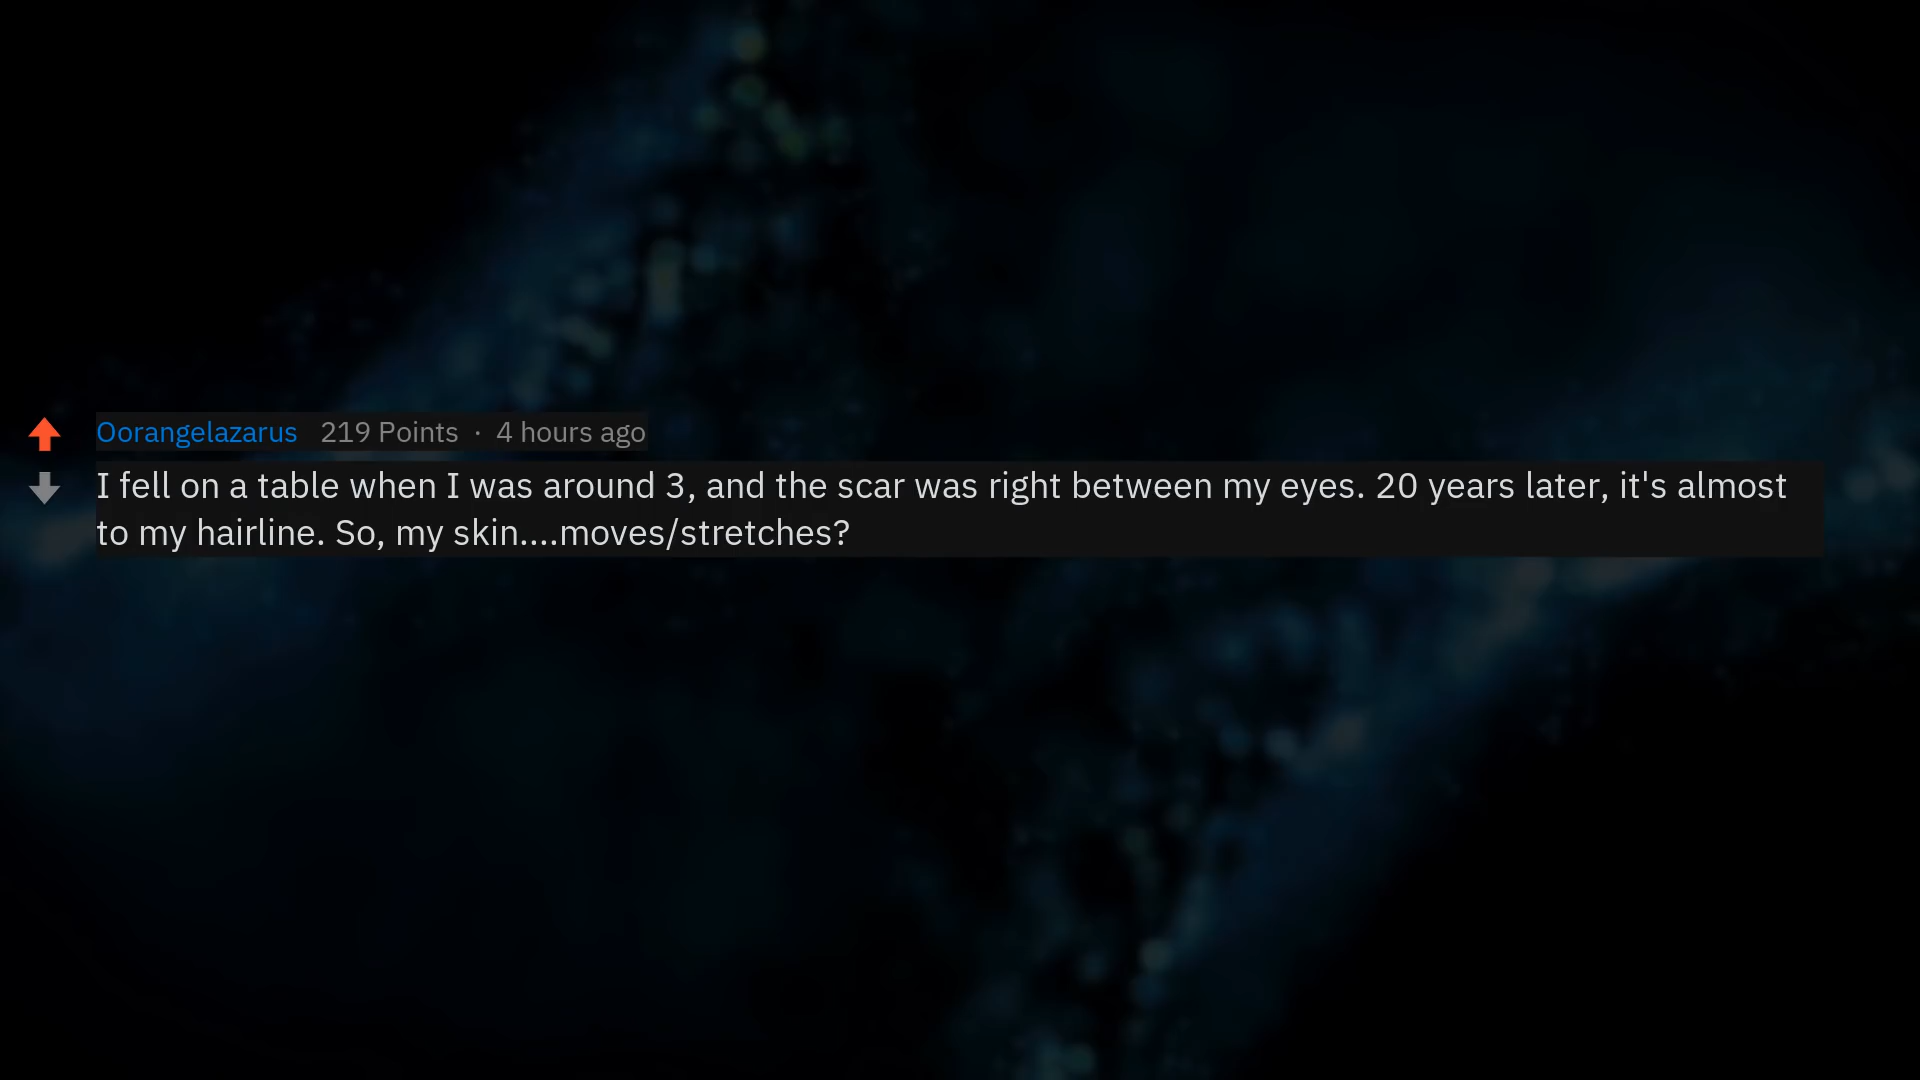 Oorangelazarus 219 Points · 4 hours ago
I fell on a table when I was around 3, and the scar was right between my eyes. 20 years later, it's almost
to my hairline. So, my skin....moves/stretches?